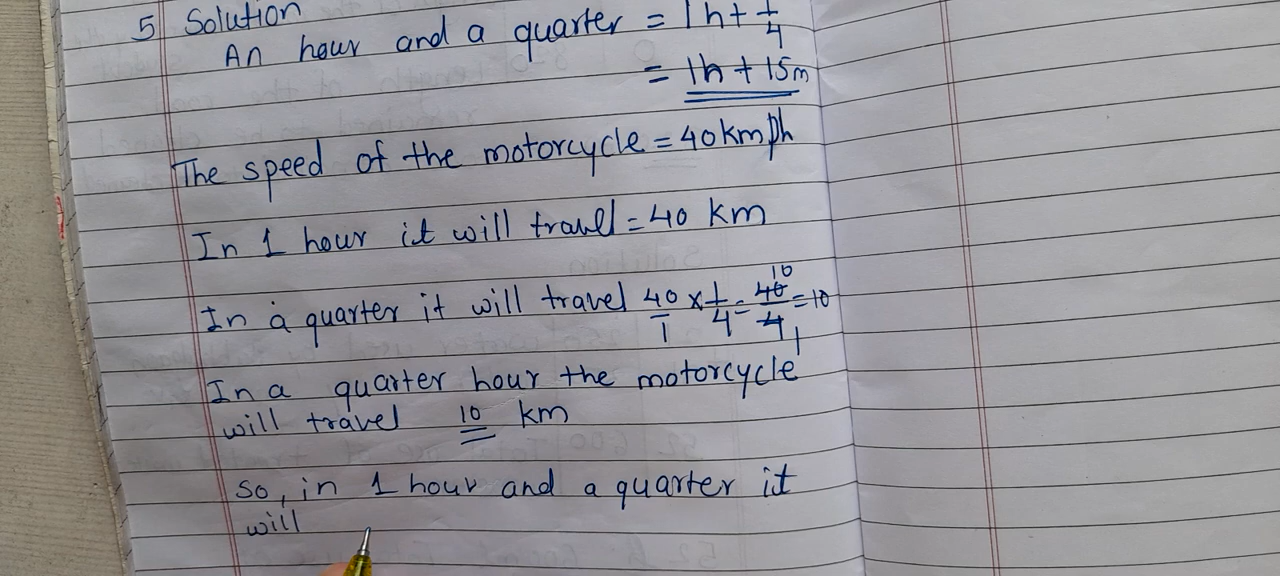 5 Solution
An hour and a quarter = 1h + 1/4
= 1h + 15m
The speed of the motorcycle = 40kmph
In 1 hour it will travel = 40 km
In a quarter it will travel 40/1 x 1/4 = 40/4 = 10
10
1
In a quarter hour the motorcycle
will travel 10 km
So, in 1 hour and a quarter it
will